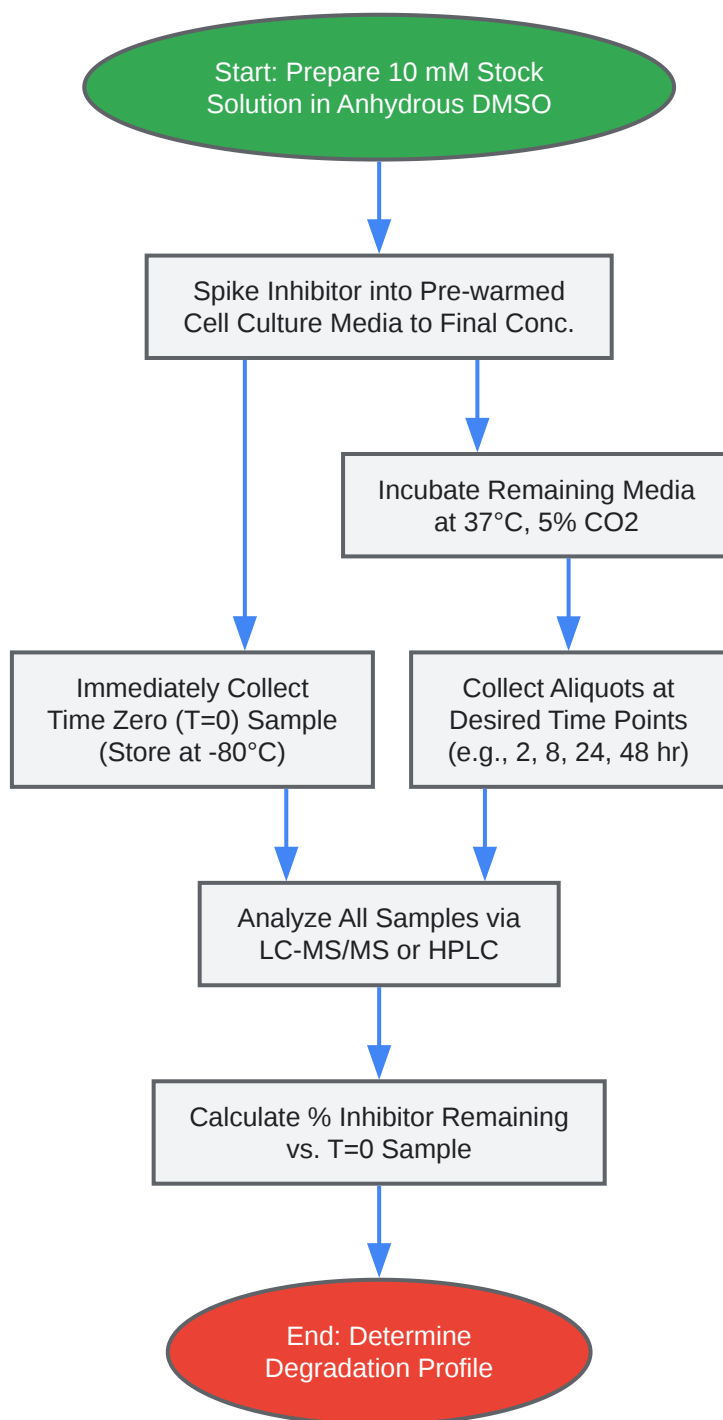 Start: Prepare 10 mM Stock
Solution in Anhydrous DMSO
Spike Inhibitor into Pre-warmed
Cell Culture Media to Final Conc.
Incubate Remaining Media
at 37°C, 5% CO2
Immediately Collect
Time Zero (T=0) Sample
(Store at -80°C)
Collect Aliquots at
Desired Time Points
(e.g., 2, 8, 24, 48 hr)
Analyze All Samples via
LC-MS/MS or HPLC
Calculate % Inhibitor Remaining
vs. T=0 Sample
End: Determine
Degradation Profile